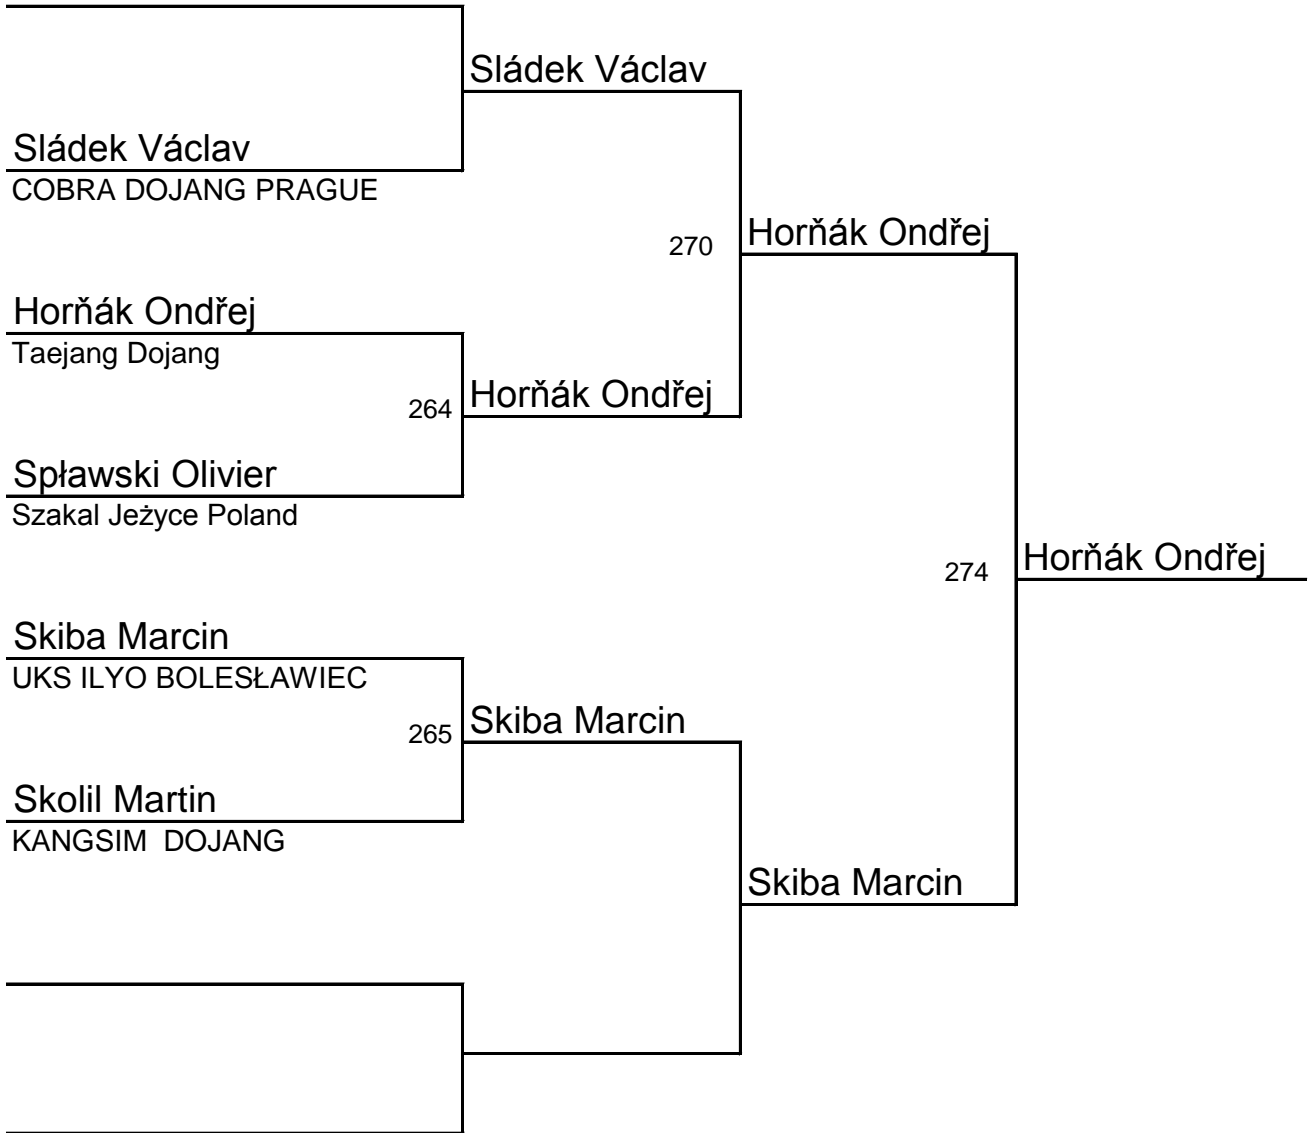 Sládek Václav
Sládek Václav
COBRA DOJANG PRAGUE
270
Horňák Ondřej
Horňák Ondřej
Taejang Dojang
264
Horňák Ondřej
Spławski Olivier
Szakal Jeżyce Poland
274
Horňák Ondřej
Skiba Marcin
UKS ILYO BOLESŁAWIEC
265
Skiba Marcin
Skolil Martin
KANGSIM  DOJANG
Skiba Marcin